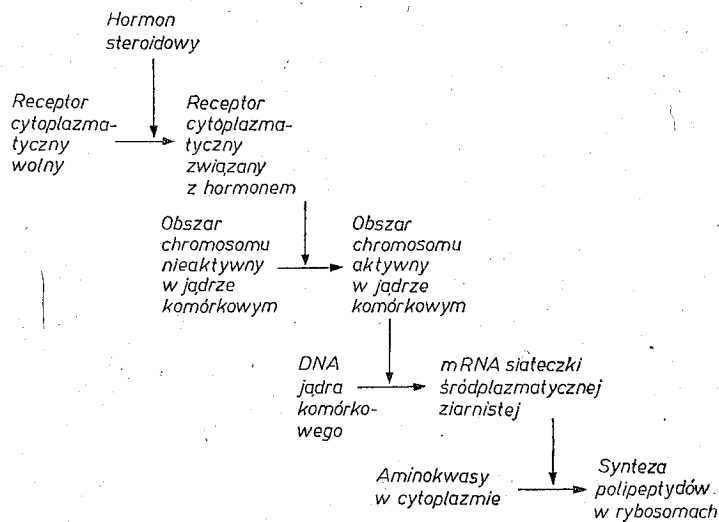 Hormon
steroidowy
Receptor
cytoplazma-
tyczny
wolny
Receptor
cytoplazma-
tyczny
związany
z hormonem
Obszar
chromosomu
nieaktywny
w jądrze
komórkowym
Obszar
chromosomu
aktywny
w jądrze
komórkowym
DNA
jądra
komórko-
wego
mRNA siateczki
śródplazmatycznej
ziarnistej
Aminokwasy
w cytoplazmie
Synteza
polipeptydów
w rybosomach